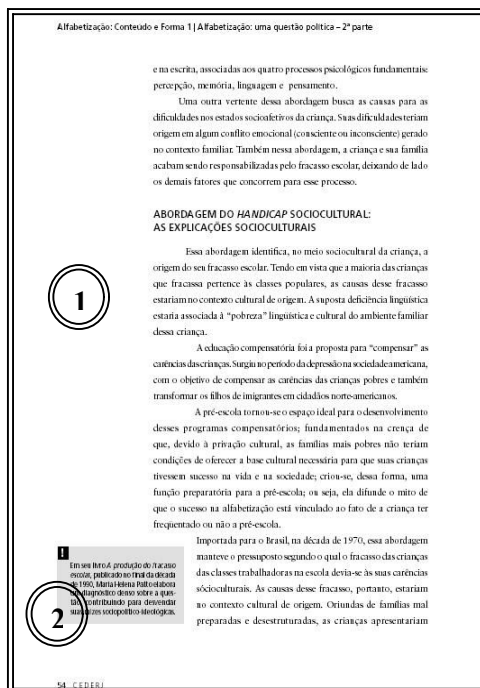 Alfabetização: Conteúdo e Forma 1 | Alfabetização: uma questão política – 2ª parte
e na escrita, associadas aos quatro processos psicológicos fundamentais:
percepção, memória, linguagem e pensamento.
Uma outra vertente dessa abordagem busca as causas para as
dificuldades nos estados socioafetivos da criança. Suas dificuldades teriam
origem em algum conflito emocional (consciente ou inconsciente) gerado
no contexto familiar. Também nessa abordagem, a criança e sua família
acabam sendo responsabilizadas pelo fracasso escolar, deixando de lado
os demais fatores que concorrem para esse processo.
ABORDAGEM DO HANDICAP SOCIOCULTURAL:
AS EXPLICAÇÕES SOCIOCULTURAIS
Essa abordagem identifica, no meio sociocultural da criança, a
origem do seu fracasso escolar. Tendo em vista que a maioria das crianças
que fracassa pertence às classes populares, as causas desse fracasso
estariam no contexto cultural de origem. A suposta deficiência lingüística
estaria associada à “pobreza” lingüística e cultural do ambiente familiar
dessa criança.
1
A educação compensatória foi a proposta para “compensar” as
carências das crianças. Surgiu no período da depressão na sociedade americana,
com o objetivo de compensar as carências das crianças pobres e também
transformar os filhos de imigrantes em cidadãos norte-americanos.
A pré-escola tornou-se o espaço ideal para o desenvolvimento
desses programas compensatórios; fundamentados na crença de
que, devido à privação cultural, as famílias mais pobres não teriam
condições de oferecer a base cultural necessária para que suas crianças
tivessem sucesso na vida e na sociedade; criou-se, dessa forma, uma
função preparatória para a pré-escola; ou seja, ela difunde o mito de
que o sucesso na alfabetização está vinculado ao fato de a criança ter
freqüentado ou não a pré-escola.
Importada para o Brasil, na década de 1970, essa abordagem
manteve o pressuposto segundo o qual o fracasso das crianças
das classes trabalhadoras na escola devia-se às suas carências
sócioculturais. As causas desse fracasso, portanto, estariam
no contexto cultural de origem. Oriundas de famílias mal
preparadas e desestruturadas, as crianças apresentariam
!
Em seu livro A produção do fracasso
escolar, publicado no final da década
de 1990, Maria Helena Patto elabora
diagnóstico denso sobre a ques-
contribuindo para desvendar
sociopolítico-ideológicas.
2
54 CEDERJ